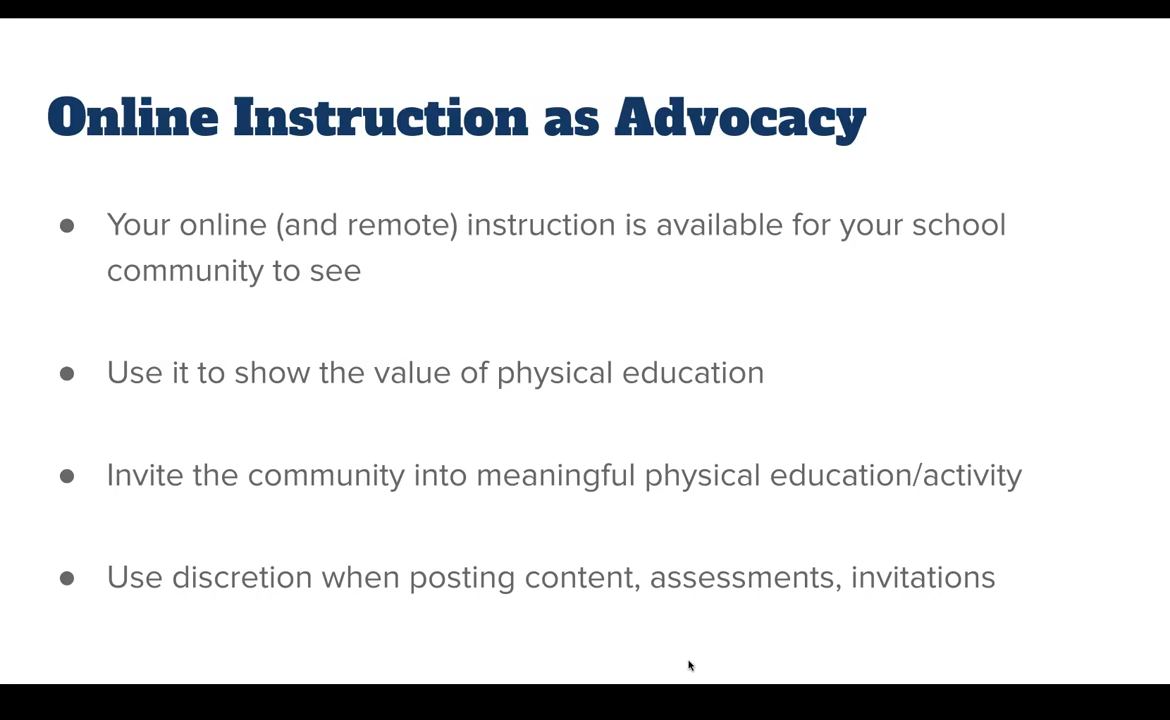 Online Instruction as Advocacy
● Your online (and remote) instruction is available for your school
community to see
● Use it to show the value of physical education
● Invite the community into meaningful physical education/activity
● Use discretion when posting content, assessments, invitations